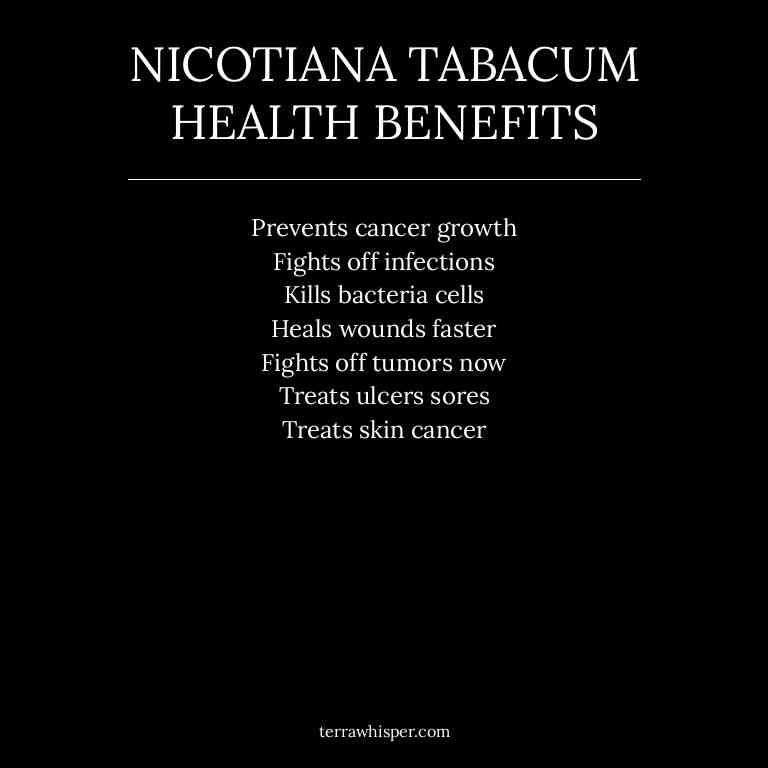 NICOTIANA TABACUM
HEALTH BENEFITS
Prevents cancer growth
Fights off infections
Kills bacteria cells
Heals wounds faster
Fights off tumors now
Treats ulcers sores
Treats skin cancer
terrawhisper.com